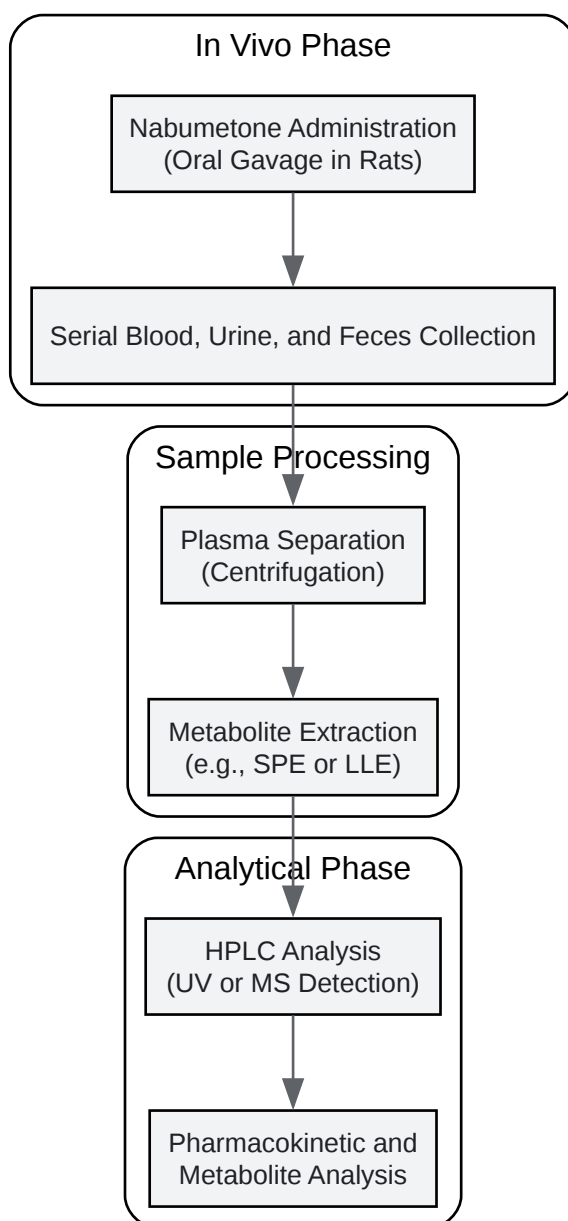 In Vivo Phase
Nabumetone Administration
(Oral Gavage in Rats)
Serial Blood, Urine, and Feces Collection
Sample Processing
Plasma Separation
(Centrifugation)
Metabolite Extraction
(e.g., SPE or LLE)
Analytical Phase
HPLC Analysis
(UV or MS Detection)
Pharmacokinetic and
Metabolite Analysis